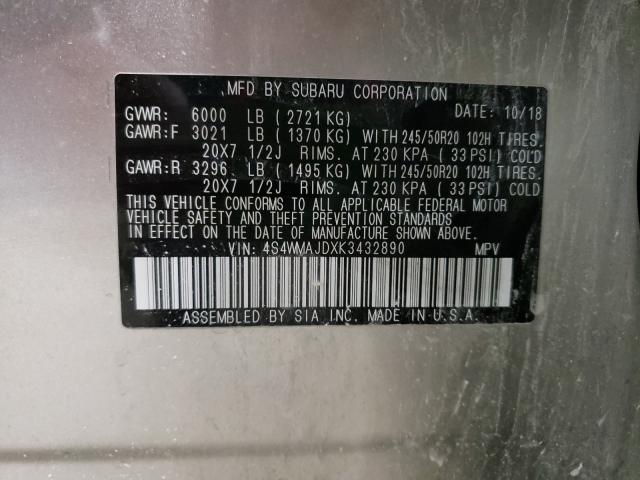 MFD BY SUBARU CORPORATION
GVWR: 6000 LB (2721 KG) DATE: 10/18
GAWR:F 3021 LB (1370 KG) WITH 245/50R20 102H TIRES.
20X7 1/2J RIMS. AT 230 KPA (33 PSI) COLD
GAWR:R 3296 LB (1495 KG) WITH 245/50R20 102H TIRES.
20X7 1/2J RIMS. AT 230 KPA (33 PSI) COLD
THIS VEHICLE CONFORMS TO ALL APPLICABLE FEDERAL MOTOR
VEHICLE SAFETY AND THEFT PREVENTION STANDARDS
IN EFFECT ON THE DATE OF MANUFACTURE SHOWN ABOVE.
VIN: 4S4WMAJDXK3432890 MPV
ASSEMBLED BY SIA INC. MADE IN U.S.A.